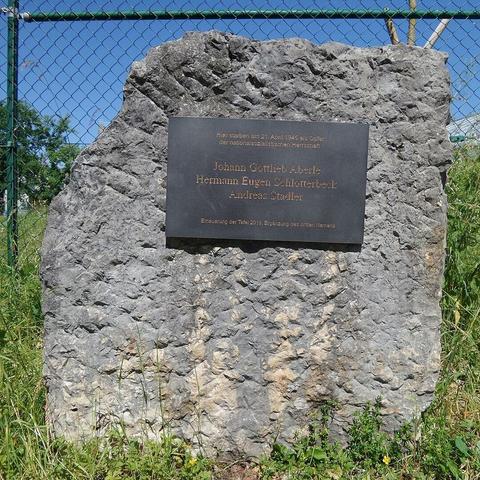 Hier starben am 21. April 1945 als Opfer
der nationalsozialistischen Herrschaft
Johann Gottlieb Aberle
Hermann Eugen Schlotterbeck
Andreas Stadler
Erneuerung der Tafel 2013, Ergänzung des dritten Namens